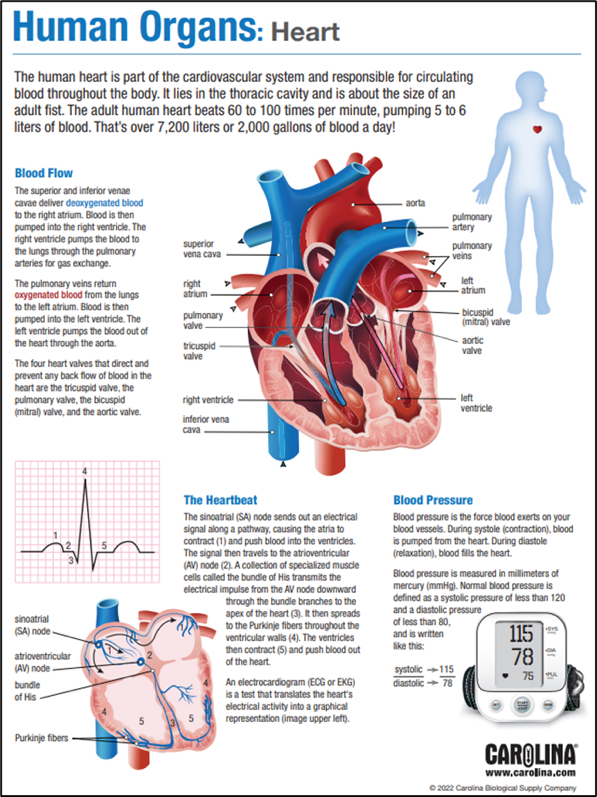 Human Organs: Heart
The human heart is part of the cardiovascular system and responsible for circulating
blood throughout the body. It lies in the thoracic cavity and is about the size of an
adult fist. The adult human heart beats 60 to 100 times per minute, pumping 5 to 6
liters of blood. That's over 7,200 liters or 2,000 gallons of blood a day!
Blood Flow
The superior and inferior venae
cavae deliver deoxygenated blood
to the right atrium. Blood is then
pumped into the right ventricle. The
right ventricle pumps the blood to
the lungs through the pulmonary
arteries for gas exchange.
The pulmonary veins return
oxygenated blood from the lungs
to the left atrium. Blood is then
pumped into the left ventricle. The
left ventricle pumps the blood out of
the heart through the aorta.
The four heart valves that direct and
prevent any back flow of blood in the
heart are the tricuspid valve, the
pulmonary valve, the bicuspid
(mitral) valve, and the aortic valve.
superior
vena cava
right
atrium
pulmonary
valve
tricuspid
valve
right ventricle
inferior vena
cava
aorta
pulmonary
artery
pulmonary
veins
left
atrium
bicuspid
(mitral) valve
aortic
valve
left
ventricle
4
1
2
3
5
The Heartbeat
The sinoatrial (SA) node sends out an electrical
signal along a pathway, causing the atria to
contract (1) and push blood into the ventricles.
The signal then travels to the atrioventricular
(AV) node (2). A collection of specialized muscle
cells called the bundle of His transmits the
electrical impulse from the AV node downward
through the bundle branches to the
apex of the heart (3). It then spreads
to the Purkinje fibers throughout the
ventricular walls (4). The ventricles
then contract (5) and push blood out
of the heart.
An electrocardiogram (ECG or EKG)
is a test that translates the heart's
electrical activity into a graphical
representation (image upper left).
sinoatrial
(SA) node
atrioventricular
(AV) node
bundle
of His
Purkinje fibers
1
2
4
4
5
3
5
Blood Pressure
Blood pressure is the force blood exerts on your
blood vessels. During systole (contraction), blood
is pumped from the heart. During diastole
(relaxation), blood fills the heart.
Blood pressure is measured in millimeters of
mercury (mmHg). Normal blood pressure is
defined as a systolic pressure of less than 120
and a diastolic pressure
of less than 80,
and is written
like this:
systolic 115
diastolic 78
115
SYS
78
DIA
75
PUL
CAROLINA®
www.carolina.com
© 2022 Carolina Biological Supply Company